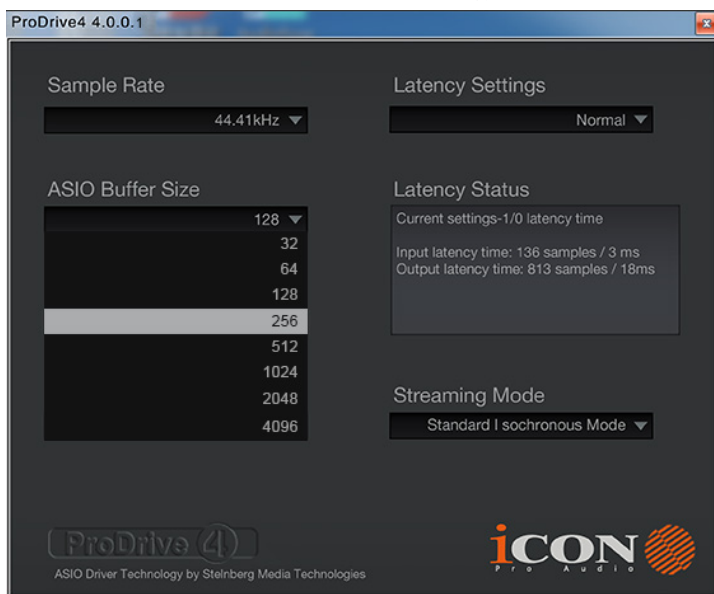 ProDrive4 4.0.0.1
x
Sample Rate
44.41kHz
Latency Settings
Normal
ASIO Buffer Size
128
32
64
128
256
512
1024
2048
4096
Latency Status
Current settings-1/0 latency time
Input latency time: 136 samples / 3 ms
Output latency time: 813 samples / 18ms
Streaming Mode
Standard I sochronous Mode
ProDrive 4
ASIO Driver Technology by Stelnberg Media Technologies
iCON
Pro Audio